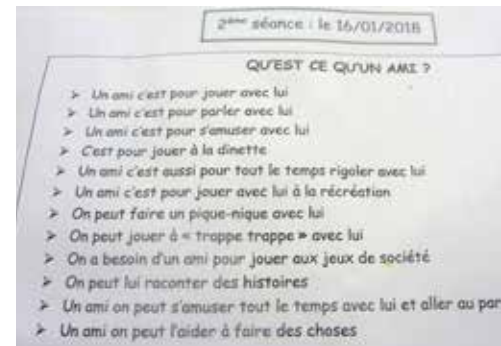 2ème séance : le 16/01/2018
QU'EST CE QU'UN AMI ?
➢ Un ami c'est pour jouer avec lui
➢ Un ami c'est pour parler avec lui
➢ Un ami c'est pour s'amuser avec lui
➢ C'est pour jouer à la dinette
➢ Un ami c'est aussi pour tout le temps rigoler avec lui
➢ Un ami c'est pour jouer avec lui à la récréation
➢ On peut faire un pique-nique avec lui
➢ On peut jouer à « trappe trappe » avec lui
➢ On a besoin d'un ami pour jouer aux jeux de société
➢ On peut lui raconter des histoires
➢ Un ami on peut s'amuser tout le temps avec lui et aller au par
➢ Un ami on peut l'aider à faire des choses